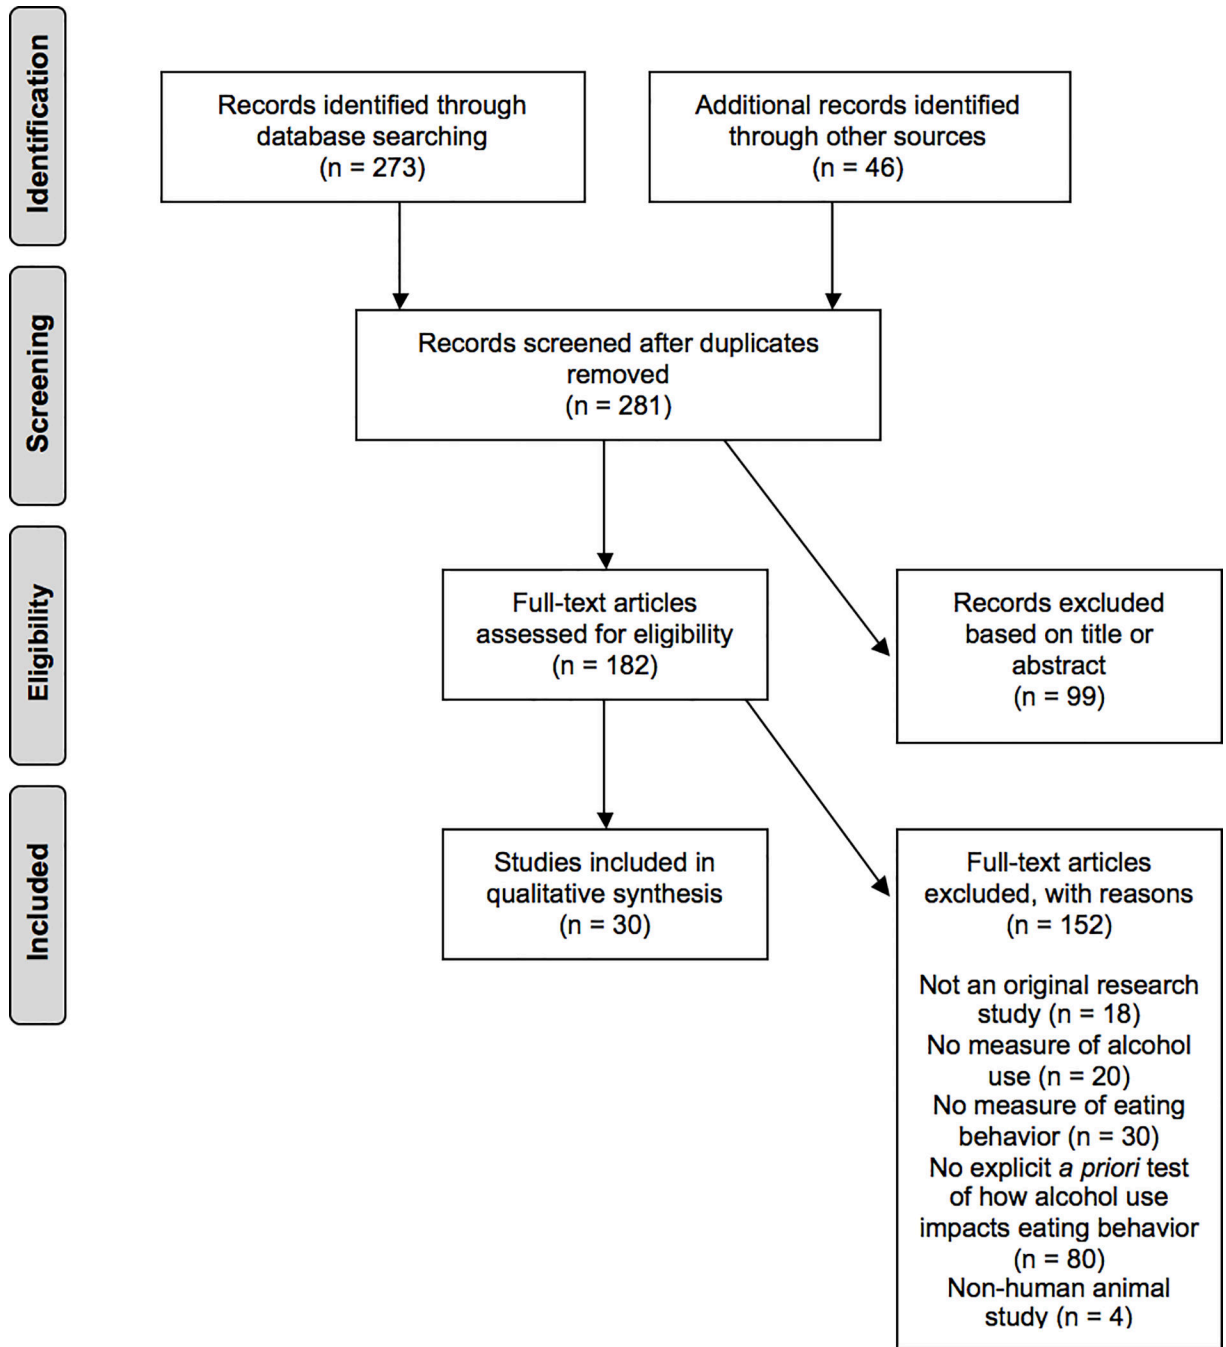 Identification
Records identified through
database searching
(n = 273)
Additional records identified
through other sources
(n = 46)
Screening
Records screened after duplicates
removed
(n = 281)
Eligibility
Full-text articles
assessed for eligibility
(n = 182)
Records excluded
based on title or
abstract
(n = 99)
Included
Studies included in
qualitative synthesis
(n = 30)
Full-text articles
excluded, with reasons
(n = 152)
Not an original research
study (n = 18)
No measure of alcohol
use (n = 20)
No measure of eating
behavior (n = 30)
No explicit a priori test
of how alcohol use
impacts eating behavior
(n = 80)
Non-human animal
study (n = 4)